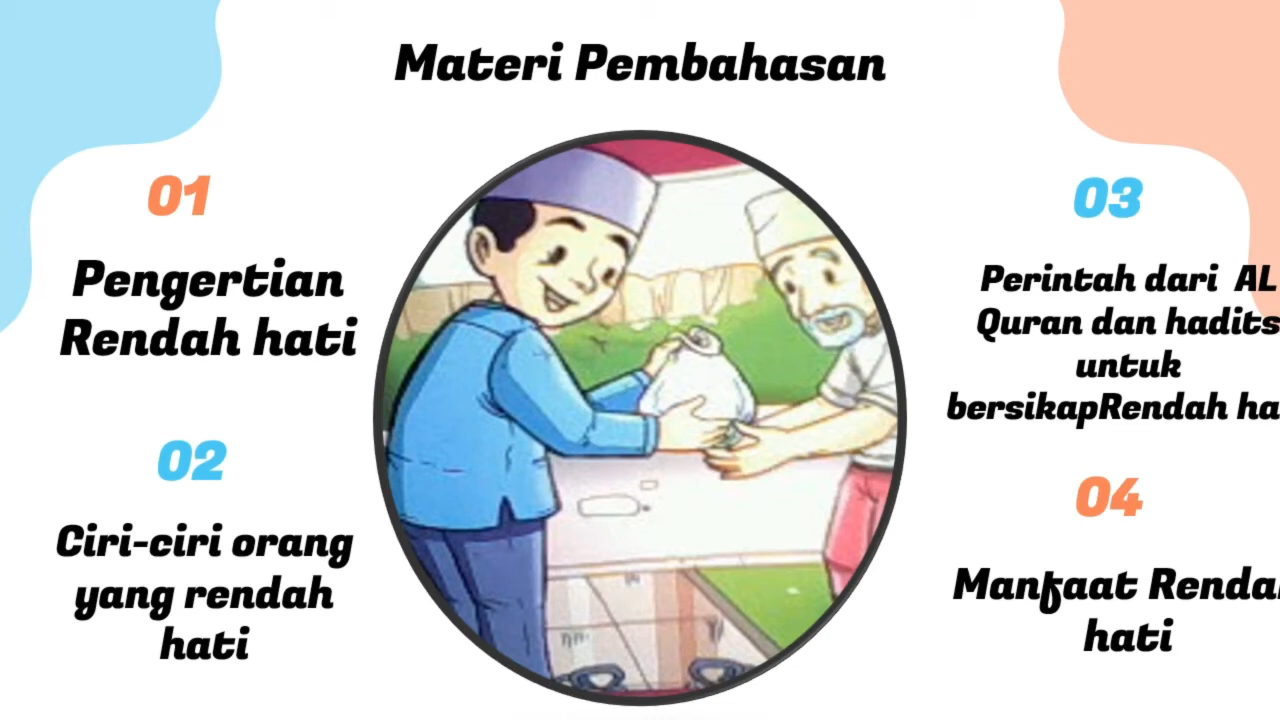 Materi Pembahasan
01
Pengertian
Rendah hati
02
Ciri-ciri orang
yang rendah
hati
03
Perintah dari AL
Quran dan hadits
untuk
bersikapRendah
04
Manfaat
hati